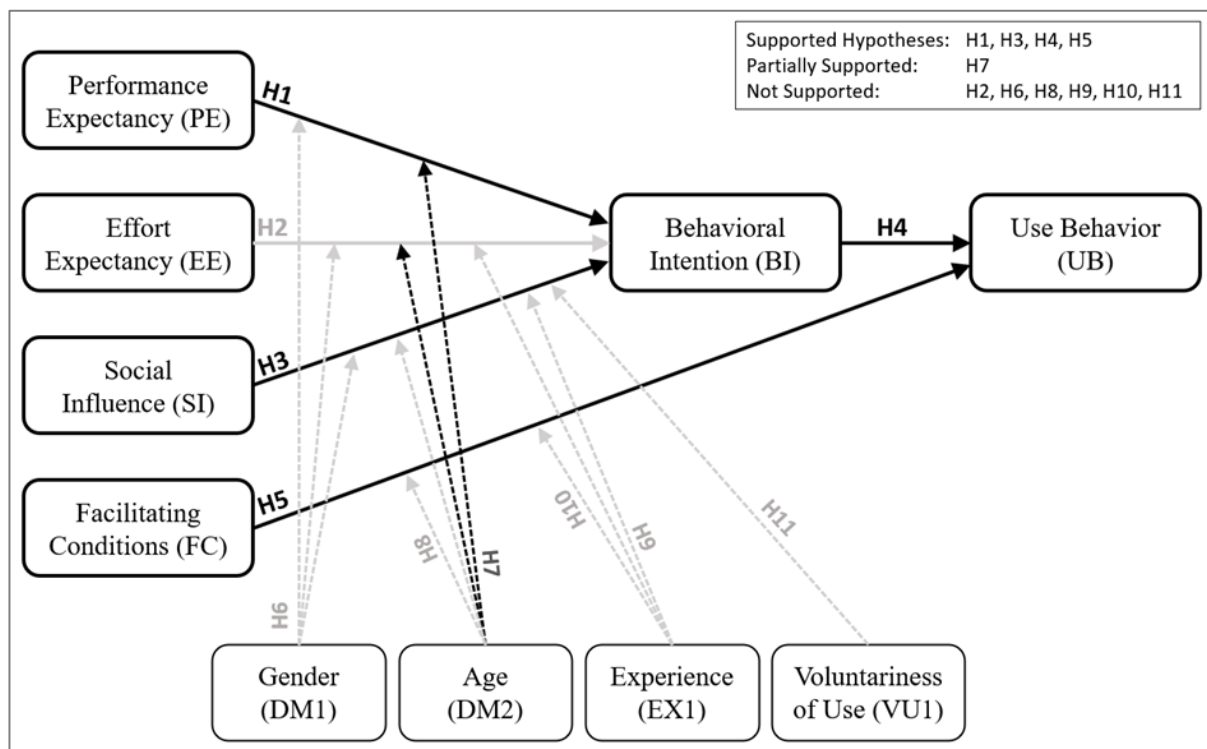 Supported Hypotheses: H1, H3, H4, H5
Partially Supported: H7
Not Supported: H2, H6, H8, H9, H10, H11
Performance
Expectancy (PE)
H1
Effort
Expectancy (EE)
H2
Behavioral
Intention (BI)
H4
Use Behavior
(UB)
Social
Influence (SI)
H3
Facilitating
Conditions (FC)
H5
H6
H8
H7
H10
H9
H11
Gender
(DM1)
Age
(DM2)
Experience
(EX1)
Voluntariness
of Use (VU1)